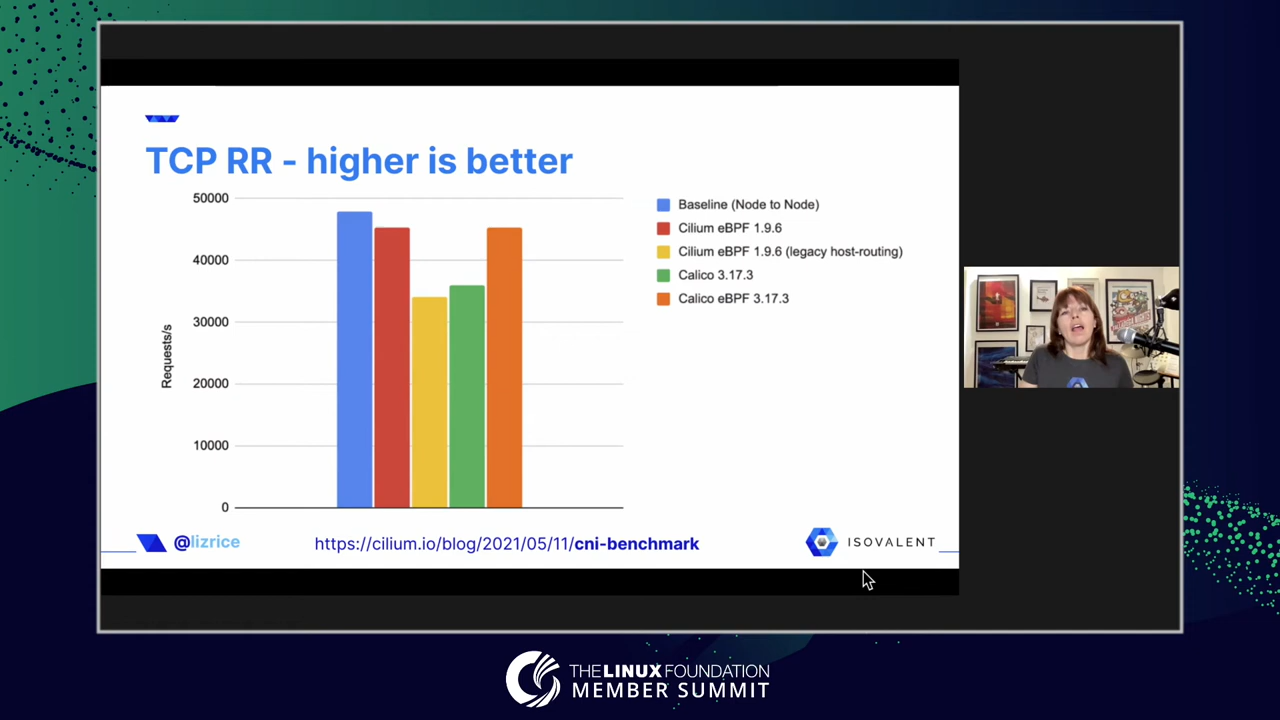 TCP RR - higher is better
50000
40000
30000
20000
10000
0
Requests/s
Baseline (Node to Node)
Cilium eBPF 1.9.6
Cilium eBPF 1.9.6 (legacy host-routing)
Calico 3.17.3
Calico eBPF 3.17.3
@lizrice
https://cilium.io/blog/2021/05/11/cni-benchmark
ISOVALENT
THE LINUX FOUNDATION
MEMBER SUMMIT